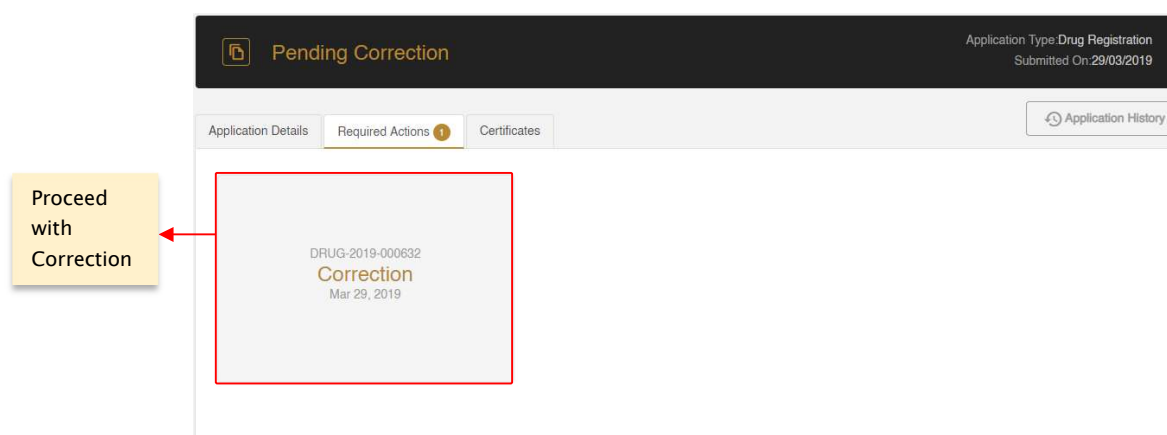 Pending Correction
Application Type:Drug Registration
Submitted On:29/03/2019
Application Details
Required Actions 1
Certificates
Application History
Proceed
with
Correction
DRUG-2019-000632
Correction
Mar 29, 2019